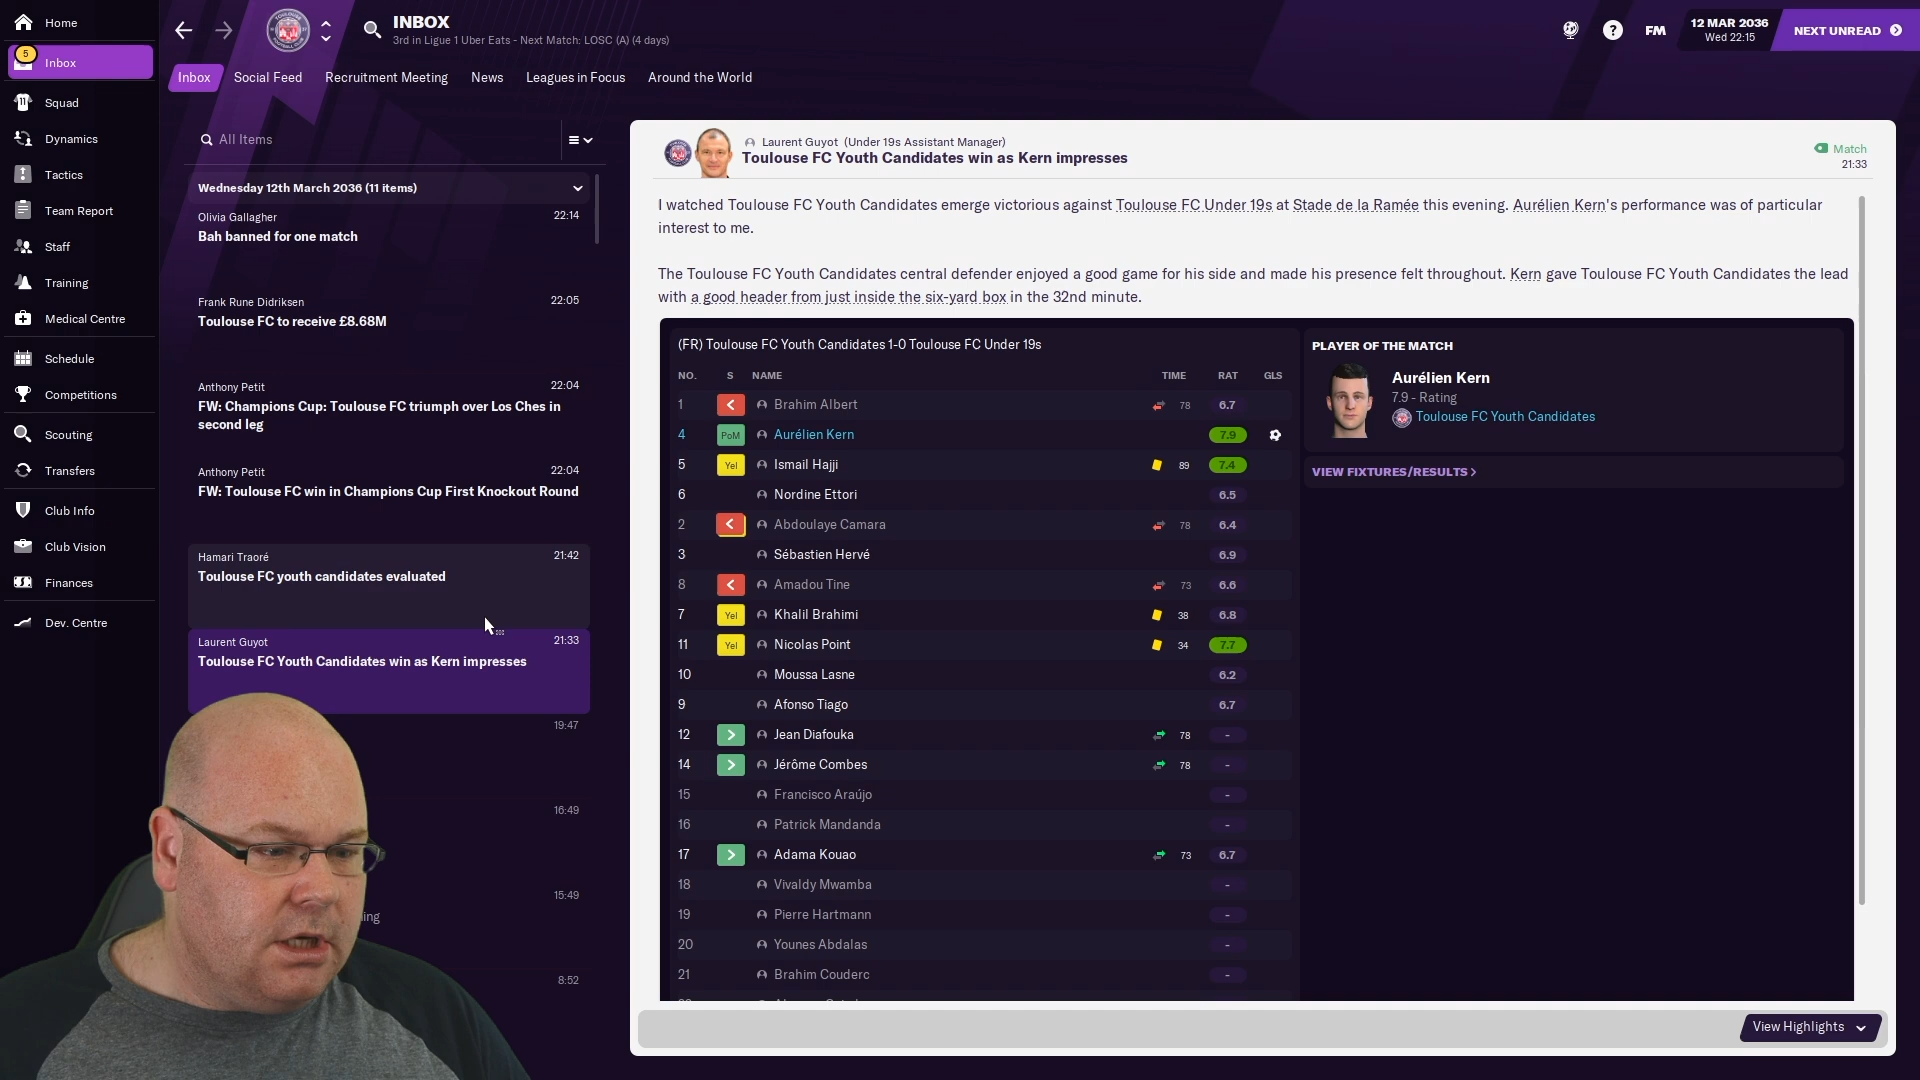 Home
INBOX
3rd in Ligue 1 Uber Eats - Next Match: LOSC (A) (4 days)
FM
12 MAR 2036
Wed 22:15
NEXT UNREAD
5
Inbox
Inbox
Social Feed
Recruitment Meeting
News
Leagues in Focus
Around the World
Squad
Dynamics
Tactics
Team Report
Staff
Training
Medical Centre
Schedule
Competitions
Scouting
Transfers
Club Info
Club Vision
Finances
Dev. Centre
All Items
Wednesday 12th March 2036 (11 items)
Olivia Gallagher 22:14
Bah banned for one match
Frank Rune Didriksen 22:05
Toulouse FC to receive £8.68M
Anthony Petit 22:04
FW: Champions Cup: Toulouse FC triumph over Los Ches in
second leg
Anthony Petit 22:04
FW: Toulouse FC win in Champions Cup First Knockout Round
Hamari Traoré 21:42
Toulouse FC youth candidates evaluated
Laurent Guyot 21:33
Toulouse FC Youth Candidates win as Kern impresses
19:47
16:49
15:49
ing
8:52
Laurent Guyot (Under 19s Assistant Manager)
Toulouse FC Youth Candidates win as Kern impresses
Match
21:33
I watched Toulouse FC Youth Candidates emerge victorious against Toulouse FC Under 19s at Stade de la Ramée this evening. Aurélien Kern's performance was of particular
interest to me.
The Toulouse FC Youth Candidates central defender enjoyed a good game for his side and made his presence felt throughout. Kern gave Toulouse FC Youth Candidates the lead
with a good header from just inside the six-yard box in the 32nd minute.
(FR) Toulouse FC Youth Candidates 1-0 Toulouse FC Under 19s
NO. S NAME TIME RAT GLS
1 Brahim Albert 78 6.7
4 PoM Aurélien Kern 7.9
5 Yel Ismail Hajji 89 7.4
6 Nordine Ettori 6.5
2 Abdoulaye Camara 78 6.4
3 Sébastien Hervé 6.9
8 Amadou Tine 73 6.6
7 Yel Khalil Brahimi 38 6.8
11 Yel Nicolas Point 34 7.7
10 Moussa Lasne 6.2
9 Afonso Tiago 6.7
12 Jean Diafouka 78 -
14 Jérôme Combes 78 -
15 Francisco Araújo -
16 Patrick Mandanda -
17 Adama Kouao 73 6.7
18 Vivaldy Mwamba -
19 Pierre Hartmann -
20 Younes Abdalas -
21 Brahim Couderc -
PLAYER OF THE MATCH
Aurélien Kern
7.9 - Rating
Toulouse FC Youth Candidates
VIEW FIXTURES/RESULTS >
View Highlights